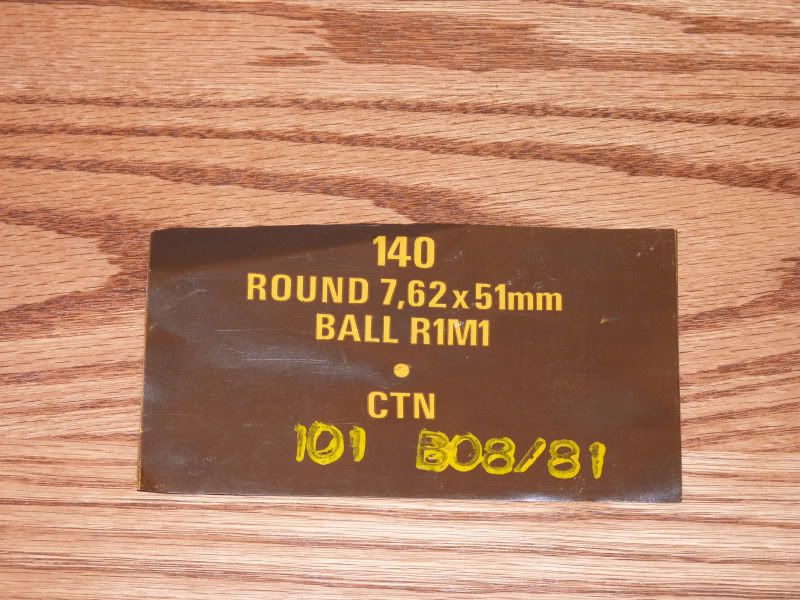 140
ROUND 7,62 x 51mm
BALL R1M1
•
CTN
101 B08/81